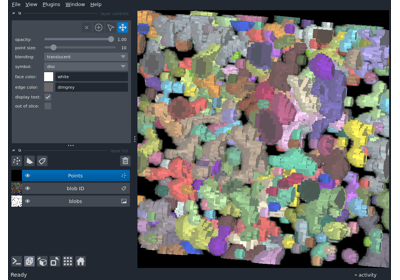 File View Plugins Window Help
opacity: 1.00
point size: 10
blending: translucent
symbol: disc
face color: white
edge color: dimgrey
display text: ✓
out of slice:
Points
blob ID
blobs
Ready
activity